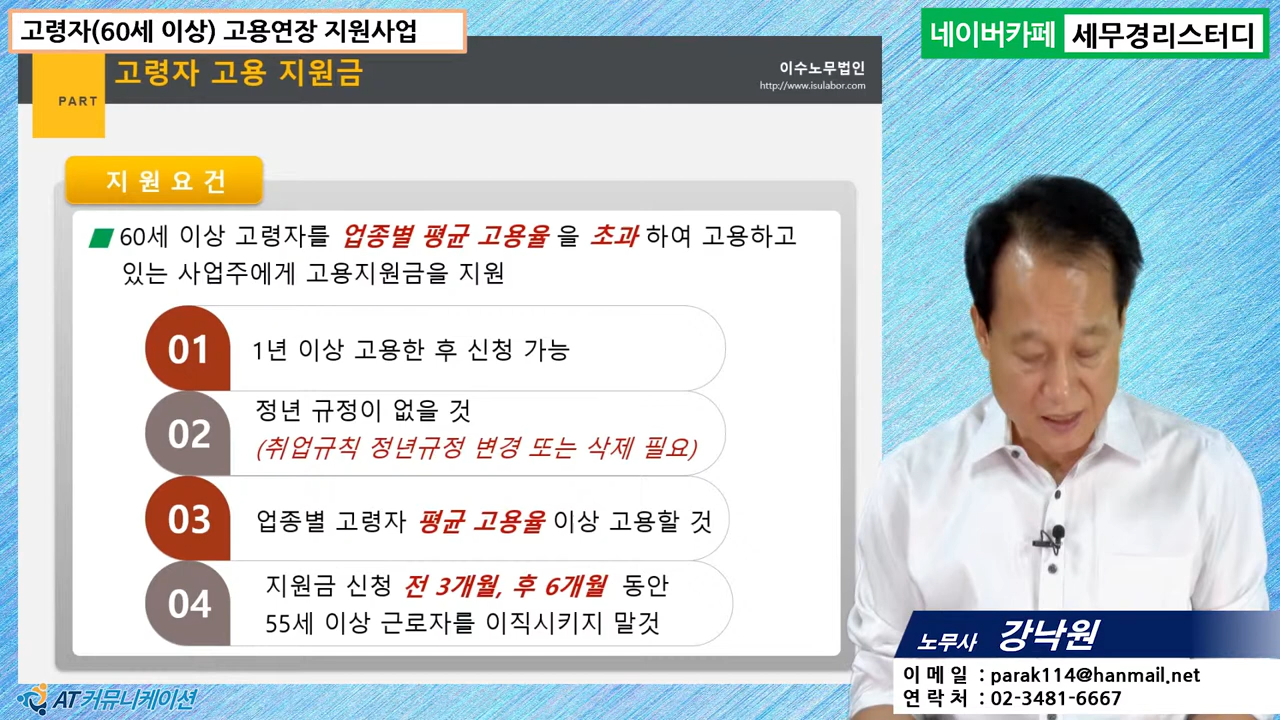 고령자(60세 이상) 고용연장 지원사업
네이버카페 세무경리스터디
고령자 고용 지원금
PART
이수노무법인
http://www.isulabor.com
지원요건
60세 이상 고령자를 업종별 평균 고용율 을 초과 하여 고용하고
있는 사업주에게 고용지원금을 지원
01
1년 이상 고용한 후 신청 가능
02
정년 규정이 없을 것
(취업규칙 정년규정 변경 또는 삭제 필요)
03
업종별 고령자 평균 고용율 이상 고용할 것
04
지원금 신청 전 3개월, 후 6개월 동안
55세 이상 근로자를 이직시키지 말것
노무사 강낙원
이 메 일 : parak114@hanmail.net
연 락 처 : 02-3481-6667
AT커뮤니케이션